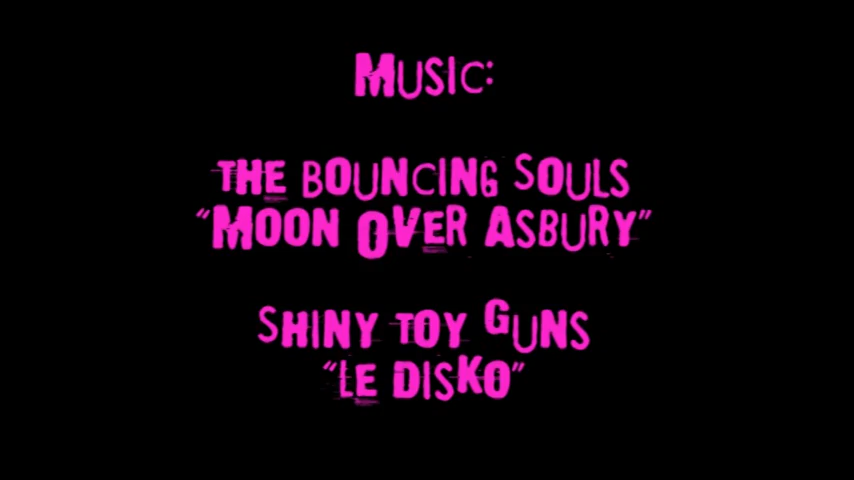 Music:
The Bouncing Souls
“Moon Over Asbury”
Shiny Toy Guns
“Le Disko”